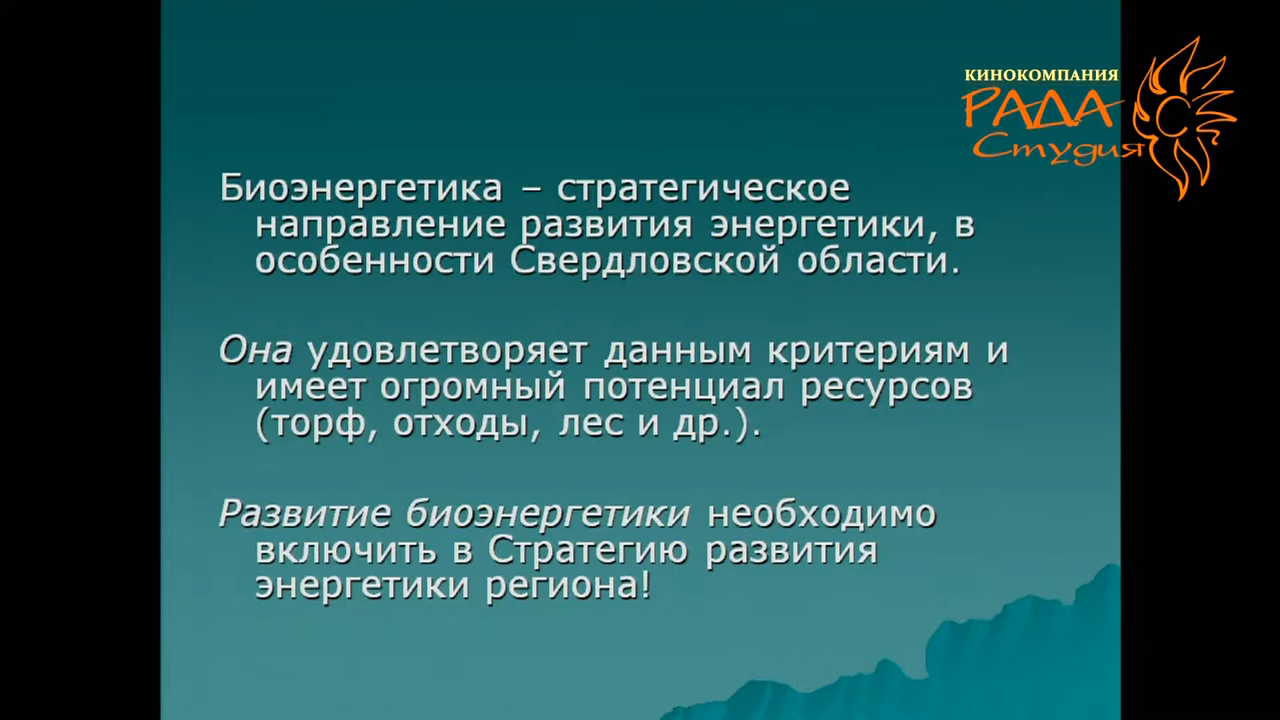 КИНОКОМПАНИЯ
РАДА
Студия
Биоэнергетика – стратегическое
направление развития энергетики, в
особенности Свердловской области.
Она удовлетворяет данным критериям и
имеет огромный потенциал ресурсов
(торф, отходы, лес и др.).
Развитие биоэнергетики необходимо
включить в Стратегию развития
энергетики региона!